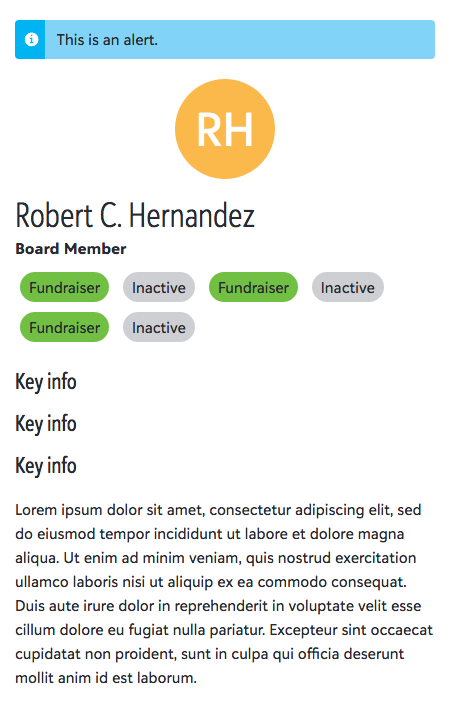 This is an alert.
RH
Robert C. Hernandez
Board Member
Fundraiser Inactive Fundraiser Inactive
Fundraiser Inactive
Key info
Key info
Key info
Lorem ipsum dolor sit amet, consectetur adipiscing elit, sed
do eiusmod tempor incididunt ut labore et dolore magna
aliqua. Ut enim ad minim veniam, quis nostrud exercitation
ullamco laboris nisi ut aliquip ex ea commodo consequat.
Duis aute irure dolor in reprehenderit in voluptate velit esse
cillum dolore eu fugiat nulla pariatur. Excepteur sint occaecat
cupidatat non proident, sunt in culpa qui officia deserunt
mollit anim id est laborum.